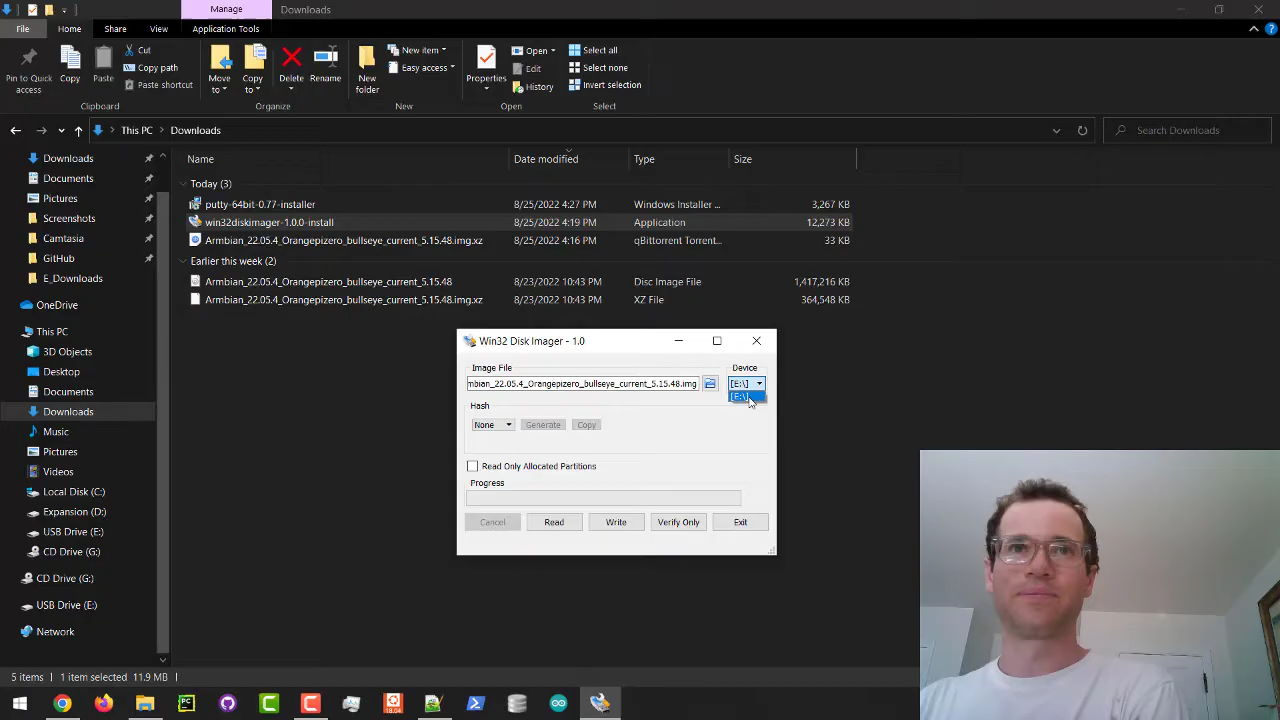 Manage
Downloads
File
Home
Share
View
Application Tools
Pin to Quick access
Copy
Paste
Cut
Copy path
Paste shortcut
Clipboard
Move to
Copy to
Delete
Rename
Organize
New folder
New item
Easy access
New
Properties
Open
Edit
History
Open
Select all
Select none
Invert selection
Select
This PC
Downloads
Search Downloads
Downloads
Documents
Pictures
Screenshots
Camtasia
GitHub
E_Downloads
OneDrive
This PC
3D Objects
Desktop
Documents
Downloads
Music
Pictures
Videos
Local Disk (C:)
Expansion (D:)
USB Drive (E:)
CD Drive (G:)
CD Drive (G:)
USB Drive (E:)
Network
Name
Date modified
Type
Size
Today (3)
putty-64bit-0.77-installer 8/25/2022 4:27 PM Windows Installer ... 3,267 KB
win32diskimager-1.0.0-install 8/25/2022 4:19 PM Application 12,273 KB
Armbian_22.05.4_Orangepizero_bullseye_current_5.15.48.img.xz 8/25/2022 4:16 PM qBittorrent Torrent... 33 KB
Earlier this week (2)
Armbian_22.05.4_Orangepizero_bullseye_current_5.15.48 8/23/2022 10:43 PM Disc Image File 1,417,216 KB
Armbian_22.05.4_Orangepizero_bullseye_current_5.15.48.img.xz 8/23/2022 10:43 PM XZ File 364,548 KB
Win32 Disk Imager - 1.0
Image File
Device
mbian_22.05.4_Orangepizero_bullseye_current_5.15.48.img
[E:\]
[E:\]
Hash
None
Generate
Copy
Read Only Allocated Partitions
Progress
Cancel
Read
Write
Verify Only
Exit
5 items
1 item selected 11.9 MB
PC
18.04